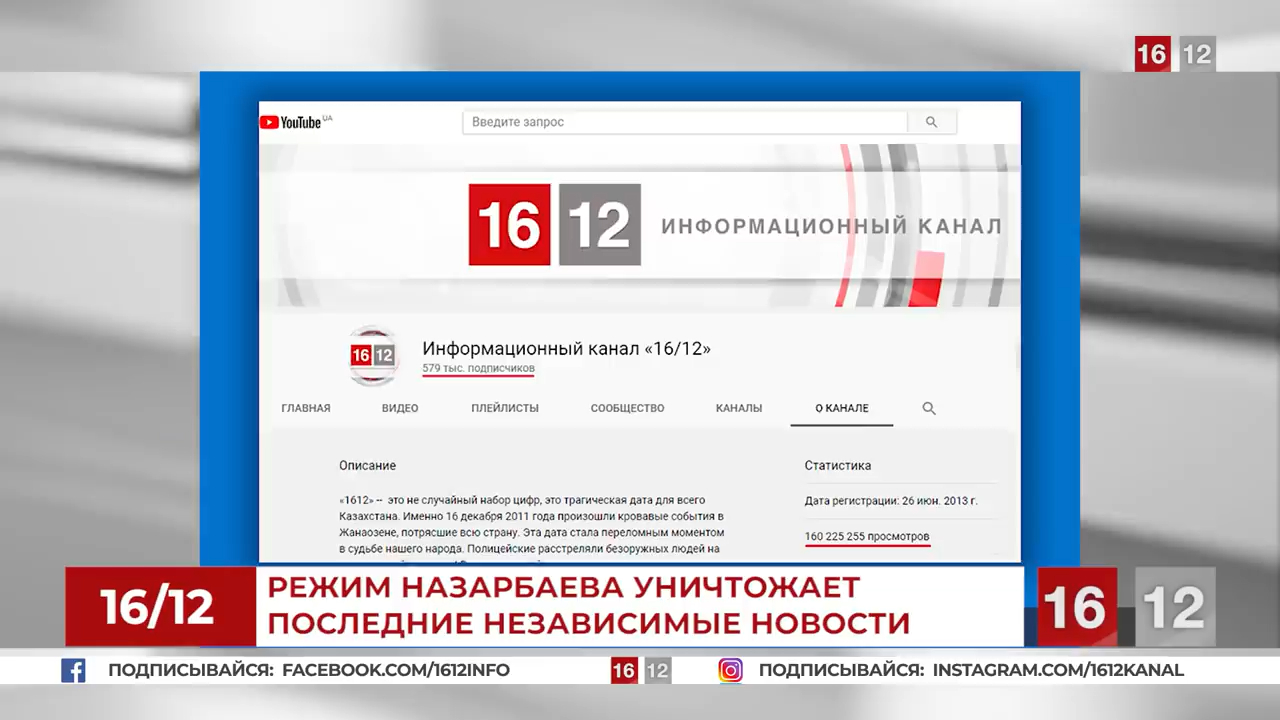 16 12
YouTube UA
Введите запрос
16 12 ИНФОРМАЦИОННЫЙ КАНАЛ
16 12
Информационный канал «16/12»
579 тыс. подписчиков
ГЛАВНАЯ ВИДЕО ПЛЕЙЛИСТЫ СООБЩЕСТВО КАНАЛЫ О КАНАЛЕ
Описание
«1612» -- это не случайный набор цифр, это трагическая дата для всего
Казахстана. Именно 16 декабря 2011 года произошли кровавые события в
Жанаозене, потрясшие всю страну. Эта дата стала переломным моментом
в судьбе нашего народа. Полицейские расстреляли безоружных людей на
Статистика
Дата регистрации: 26 июн. 2013 г.
160 225 255 просмотров
16/12
РЕЖИМ НАЗАРБАЕВА УНИЧТОЖАЕТ
ПОСЛЕДНИЕ НЕЗАВИСИМЫЕ НОВОСТИ
16 12
ПОДПИСЫВАЙСЯ: FACEBOOK.COM/1612INFO
16 12
ПОДПИСЫВАЙСЯ: INSTAGRAM.COM/1612KANAL